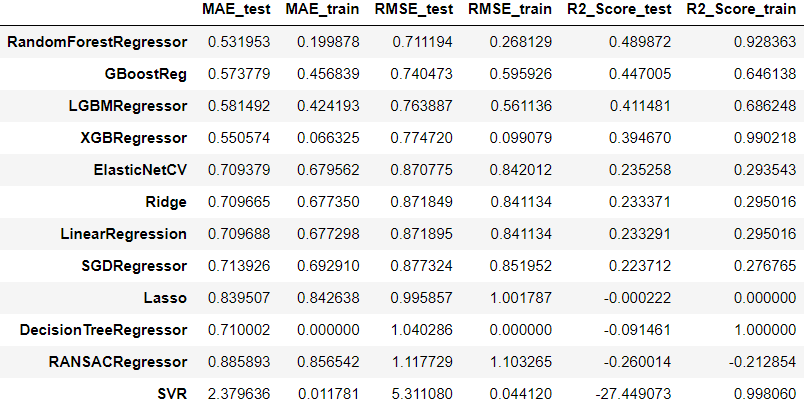 MAE_test MAE_train RMSE_test RMSE_train R2_Score_test R2_Score_train
RandomForestRegressor 0.531953 0.199878 0.711194 0.268129 0.489872 0.928363
GBoostReg 0.573779 0.456839 0.740473 0.595926 0.447005 0.646138
LGBMRegressor 0.581492 0.424193 0.763887 0.561136 0.411481 0.686248
XGBRegressor 0.550574 0.066325 0.774720 0.099079 0.394670 0.990218
ElasticNetCV 0.709379 0.679562 0.870775 0.842012 0.235258 0.293543
Ridge 0.709665 0.677350 0.871849 0.841134 0.233371 0.295016
LinearRegression 0.709688 0.677298 0.871895 0.841134 0.233291 0.295016
SGDRegressor 0.713926 0.692910 0.877324 0.851952 0.223712 0.276765
Lasso 0.839507 0.842638 0.995857 1.001787 -0.000222 0.000000
DecisionTreeRegressor 0.710002 0.000000 1.040286 0.000000 -0.091461 1.000000
RANSACRegressor 0.885893 0.856542 1.117729 1.103265 -0.260014 -0.212854
SVR 2.379636 0.011781 5.311080 0.044120 -27.449073 0.998060